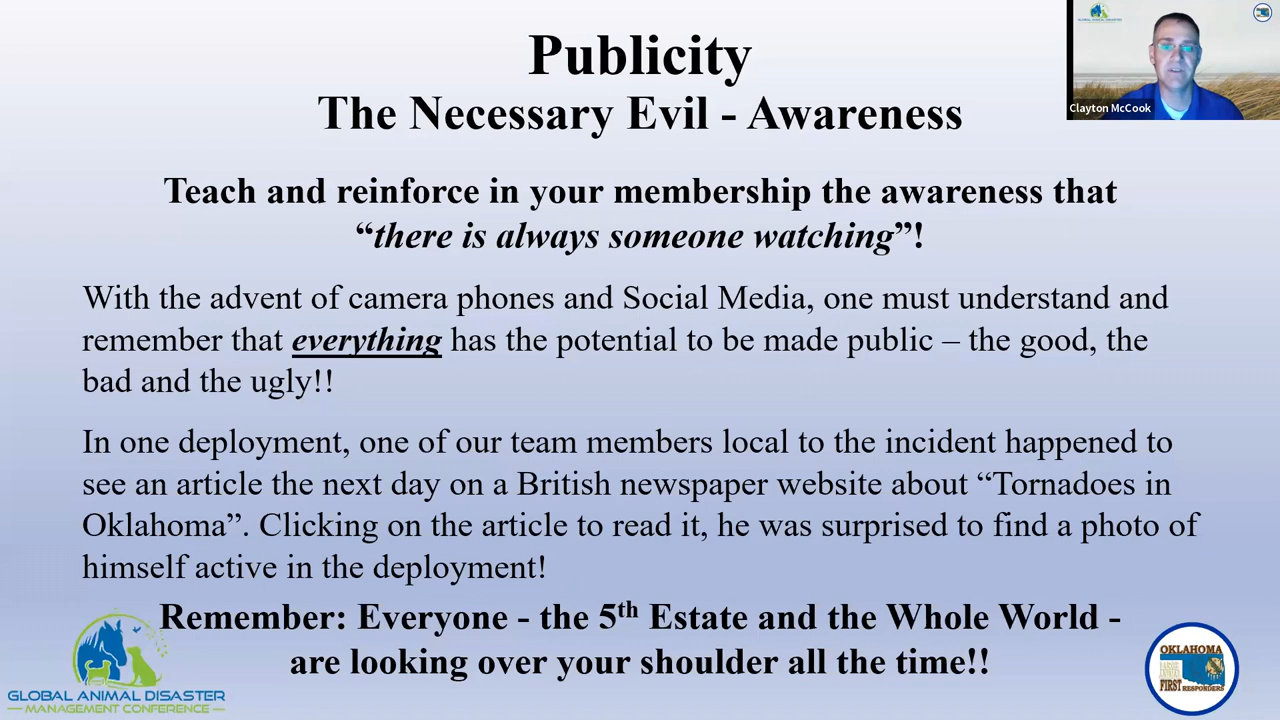 Publicity
The Necessary Evil - Awareness
Clayton McCook
Teach and reinforce in your membership the awareness that
“there is always someone watching”!
With the advent of camera phones and Social Media, one must understand and
remember that everything has the potential to be made public – the good, the
bad and the ugly!!
In one deployment, one of our team members local to the incident happened to
see an article the next day on a British newspaper website about “Tornadoes in
Oklahoma”. Clicking on the article to read it, he was surprised to find a photo of
himself active in the deployment!
Remember: Everyone - the 5th Estate and the Whole World -
are looking over your shoulder all the time!!
GLOBAL ANIMAL DISASTER
MANAGEMENT CONFERENCE
OKLAHOMA
FIRST RESPONDERS